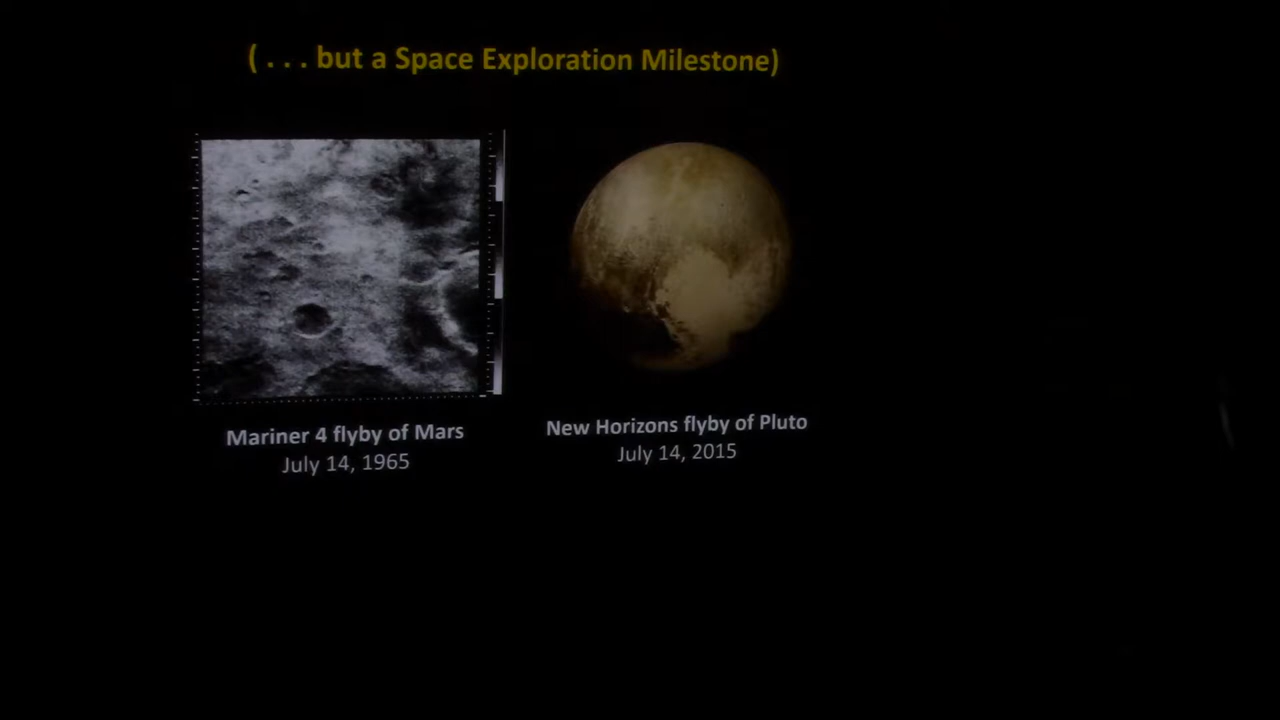 ( . . . but a Space Exploration Milestone)
Mariner 4 flyby of Mars
July 14, 1965
New Horizons flyby of Pluto
July 14, 2015